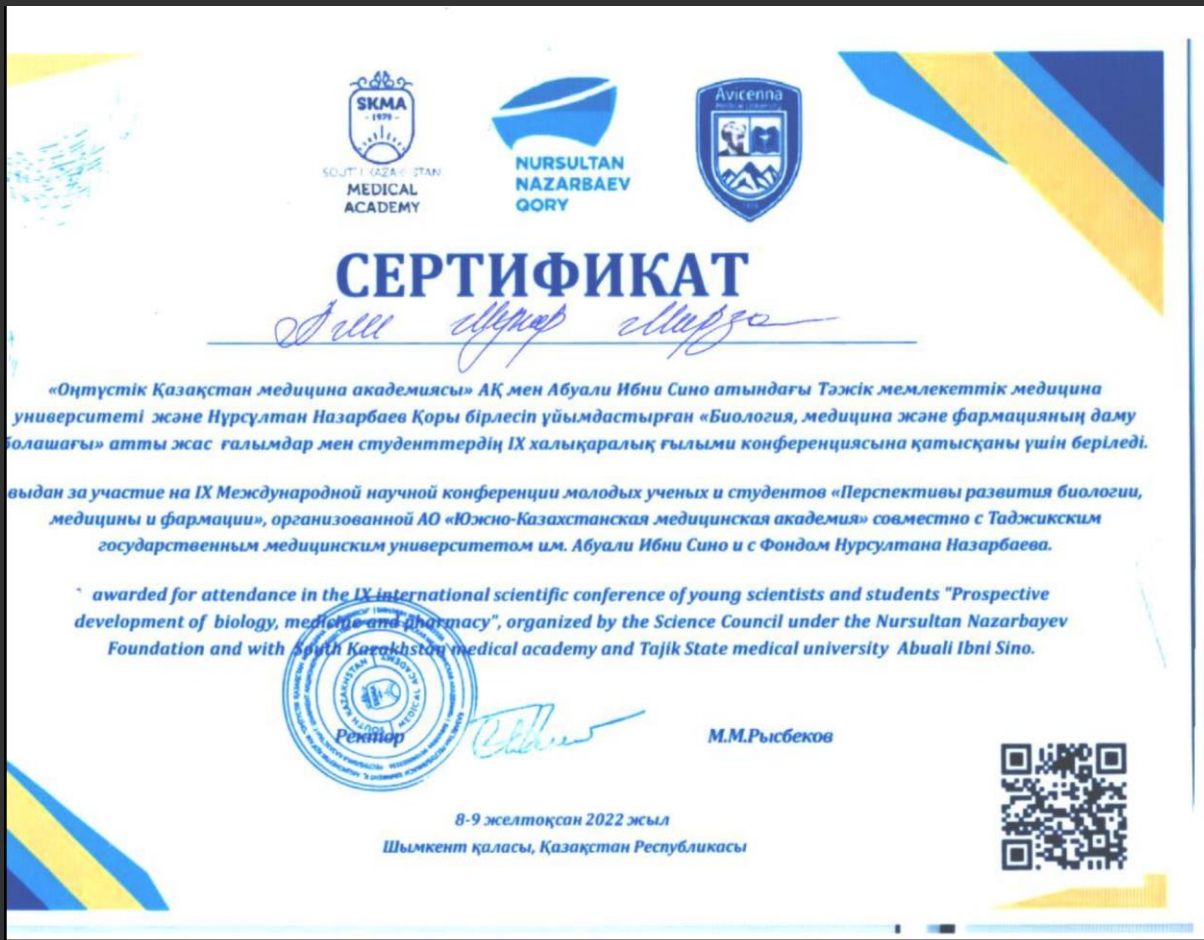 SKMA
- 1979 -
SOUTH KAZAKHSTAN
MEDICAL
ACADEMY
NURSULTAN
NAZARBAEV
QORY
Avicenna
Medical University
СЕРТИФИКАТ
Мирза
«Оңтүстік Қазақстан медицина академиясы» АҚ мен Абуали Ибни Сино атындағы Тәжік мемлекеттік медицина
университеті және Нұрсұлтан Назарбаев Қоры бірлесіп ұйымдастырған «Биология, медицина және фармацияның даму
болашағы» атты жас ғалымдар мен студенттердің IX халықаралық ғылыми конференциясына қатысқаны үшін беріледі.
выдан за участие на IX Международной научной конференции молодых ученых и студентов «Перспективы развития биологии,
медицины и фармации», организованной АО «Южно-Казахстанская медицинская академия» совместно с Таджикским
государственным медицинским университетом им. Абуали Ибни Сино и с Фондом Нурсултана Назарбаева.
awarded for attendance in the IX international scientific conference of young scientists and students "Prospective
development of biology, medicine and pharmacy", organized by the Science Council under the Nursultan Nazarbayev
Foundation and with South Kazakhstan medical academy and Tajik State medical university Abuali Ibni Sino.
SOUTH KAZAKHSTAN MEDICAL ACADEMY
Ректор
М.М.Рысбеков
8-9 желтоқсан 2022 жыл
Шымкент қаласы, Қазақстан Республикасы